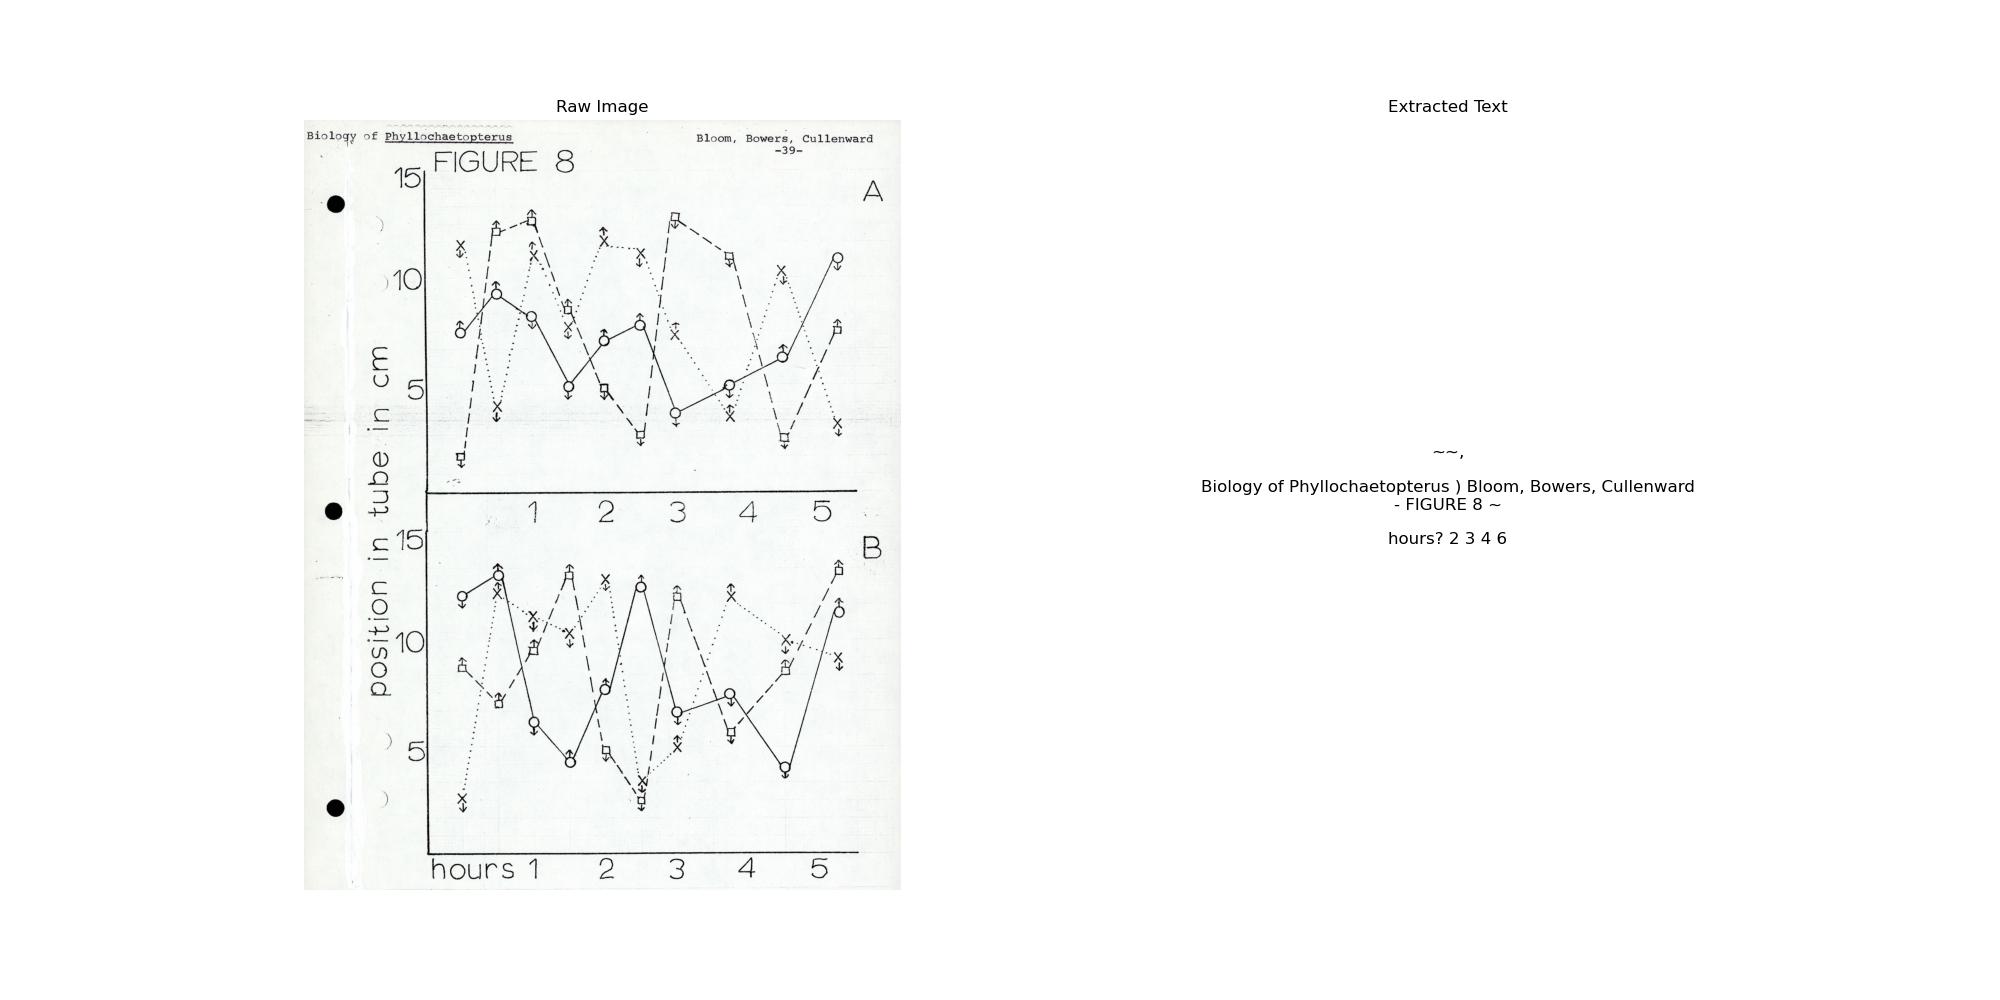 Raw Image
Extracted Text
Biology of Phyllochaetopterus
Bloom, Bowers, Cullenward
-39-
FIGURE 8
A
15
10
5
1 2 3 4 5
position in tube in cm
B
15
10
5
hours 1 2 3 4 5
~~,
Biology of Phyllochaetopterus ) Bloom, Bowers, Cullenward
- FIGURE 8 ~
hours? 2 3 4 6